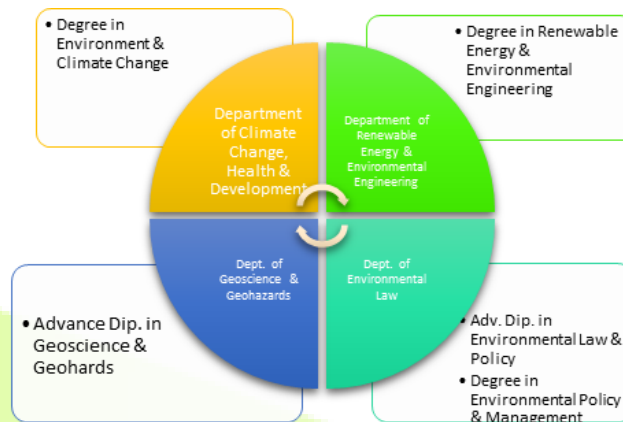 • Degree in
Environment &
Climate Change
• Degree in Renewable
Energy &
Environmental
Engineering
Department
of Climate
Change,
Health &
Development
Department of
Renewable
Energy &
Environmental
Engineering
Dept. of
Geoscience &
Geohazards
Dept. of
Environmental
Law
• Advance Dip. in
Geoscience &
Geohards
• Adv. Dip. in
Environmental Law &
Policy
• Degree in
Environmental Policy
& Management